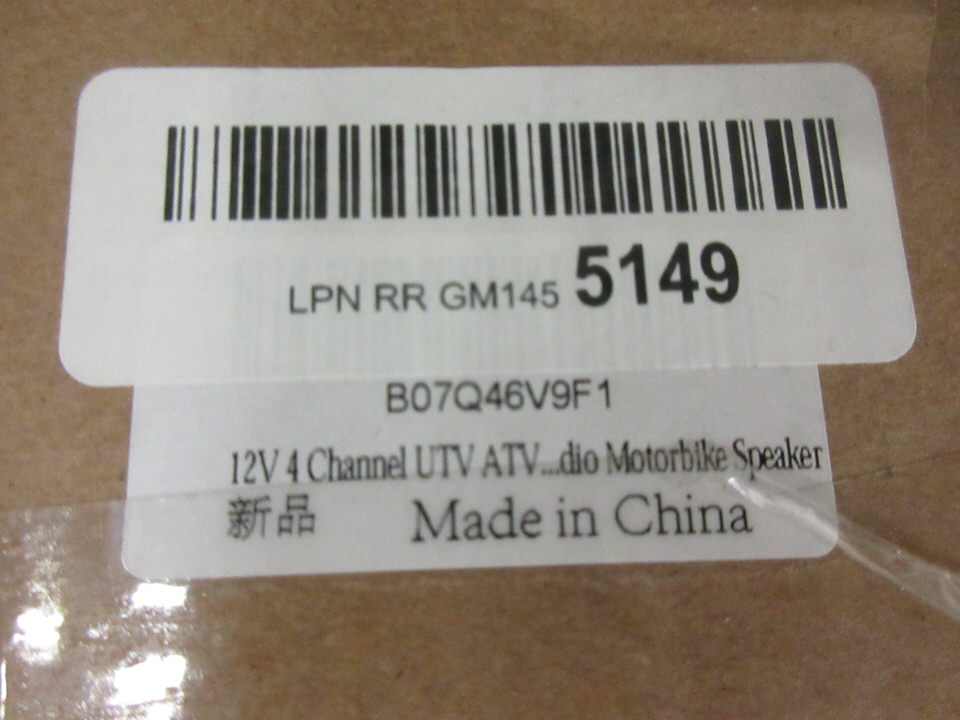 LPN RR GM145 5149
B07Q46V9F1
12V 4 Channel UTV ATV...dio Motorbike Speaker
新品 Made in China